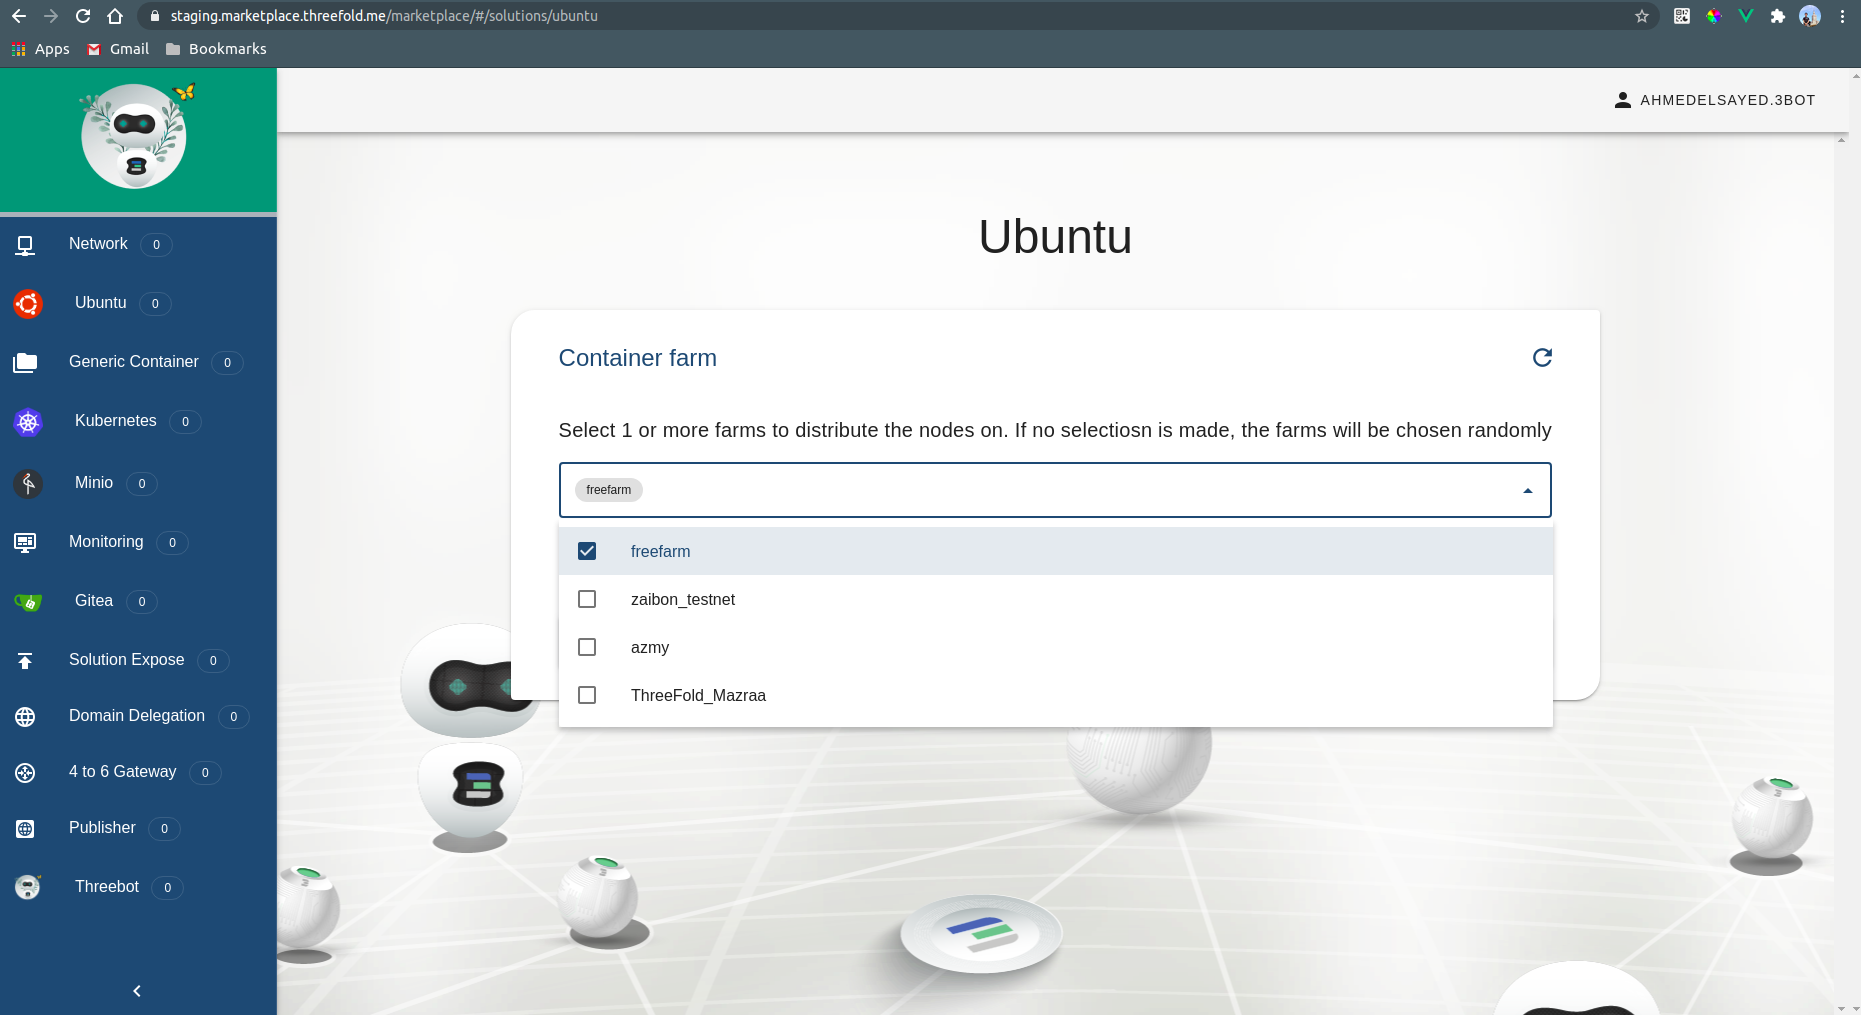 staging.marketplace.threefold.me/marketplace/#/solutions/ubuntu
Apps Gmail Bookmarks
AHMEDELSAYED.3BOT
Network 0
Ubuntu 0
Generic Container 0
Kubernetes 0
Minio 0
Monitoring 0
Gitea 0
Solution Expose 0
Domain Delegation 0
4 to 6 Gateway 0
Publisher 0
Threebot 0
Ubuntu
Container farm
Select 1 or more farms to distribute the nodes on. If no selectiosn is made, the farms will be chosen randomly
freefarm
freefarm
zaibon_testnet
azmy
ThreeFold_Mazraa